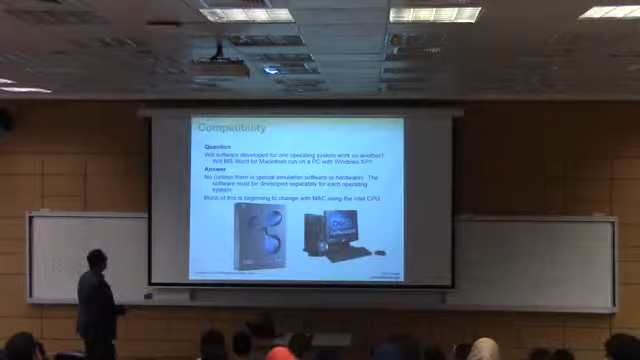 Compatibility
Question
Will software developed for one operating system work on another?
Will MS Word for Macintosh run on a PC with Windows XP?
Answer
No (unless there is special emulation software or hardware). The
software must be developed separately for each operating
system
Much of this is beginning to change with MAC using the Intel CPU